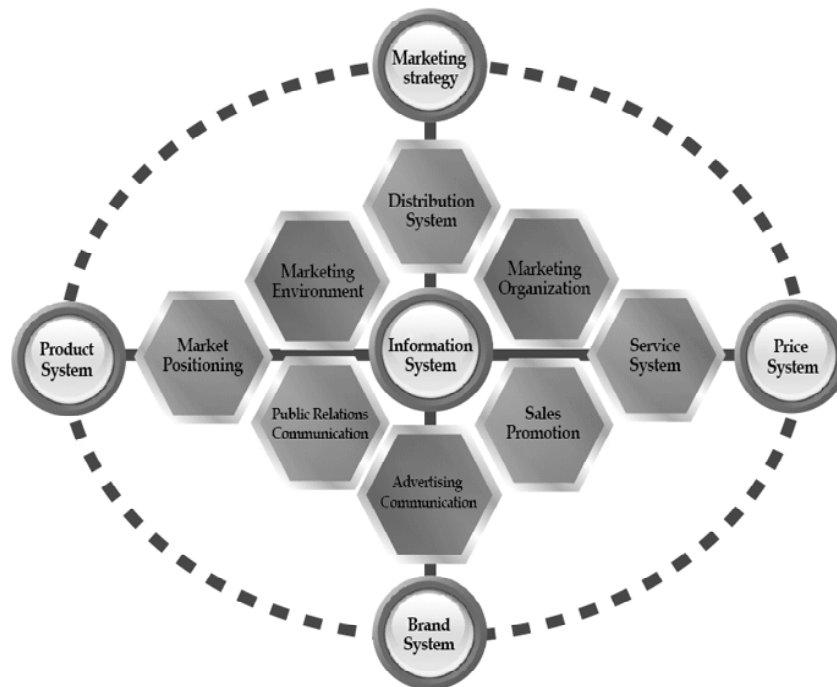 Marketing
strategy
Distribution
System
Marketing
Environment
Marketing
Organization
Product
System
Market
Positioning
Information
System
Service
System
Price
System
Public Relations
Communication
Sales
Promotion
Advertising
Communication
Brand
System